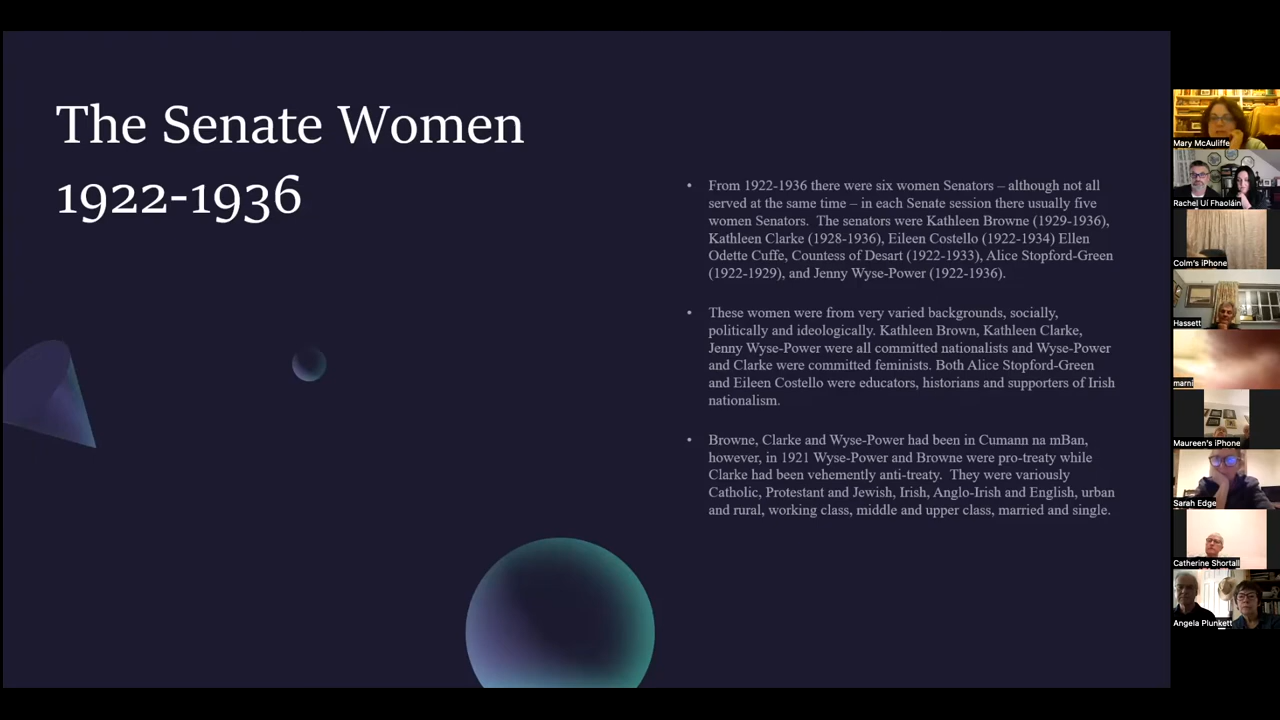 The Senate Women
1922-1936
• From 1922-1936 there were six women Senators – although not all
served at the same time – in each Senate session there usually five
women Senators.  The senators were Kathleen Browne (1929-1936),
Kathleen Clarke (1928-1936), Eileen Costello (1922-1934) Ellen
Odette Cuffe, Countess of Desart (1922-1933), Alice Stopford-Green
(1922-1929), and Jenny Wyse-Power (1922-1936).
• These women were from very varied backgrounds, socially,
politically and ideologically. Kathleen Brown, Kathleen Clarke,
Jenny Wyse-Power were all committed nationalists and Wyse-Power
and Clarke were committed feminists. Both Alice Stopford-Green
and Eileen Costello were educators, historians and supporters of Irish
nationalism.
• Browne, Clarke and Wyse-Power had been in Cumann na mBan,
however, in 1921 Wyse-Power and Browne were pro-treaty while
Clarke had been vehemently anti-treaty.  They were variously
Catholic, Protestant and Jewish, Irish, Anglo-Irish and English, urban
and rural, working class, middle and upper class, married and single.
Mary McAuliffe
Rachel Uí Fhaoláin
Colm's iPhone
Hassett
marni
Maureen's iPhone
Sarah Edge
Catherine Shortall
Angela Plunkett